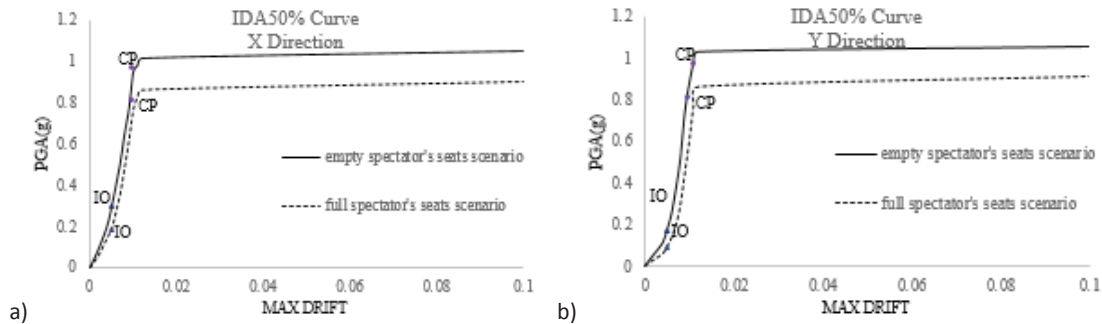 IDA50% Curve
X Direction
1.2
1
0.8
0.6
0.4
0.2
0
PGA(g)
CP
CP
IO
IO
empty spectator's seats scenario
full spectator's seats scenario
0 0.02 0.04 0.06 0.08 0.1
MAX DRIFT
a)
IDA50% Curve
Y Direction
1.2
1
0.8
0.6
0.4
0.2
0
PGA(g)
CP
CP
IO
IO
empty spectator's seats scenario
full spectator's seats scenario
0 0.02 0.04 0.06 0.08 0.1
MAX DRIFT
b)